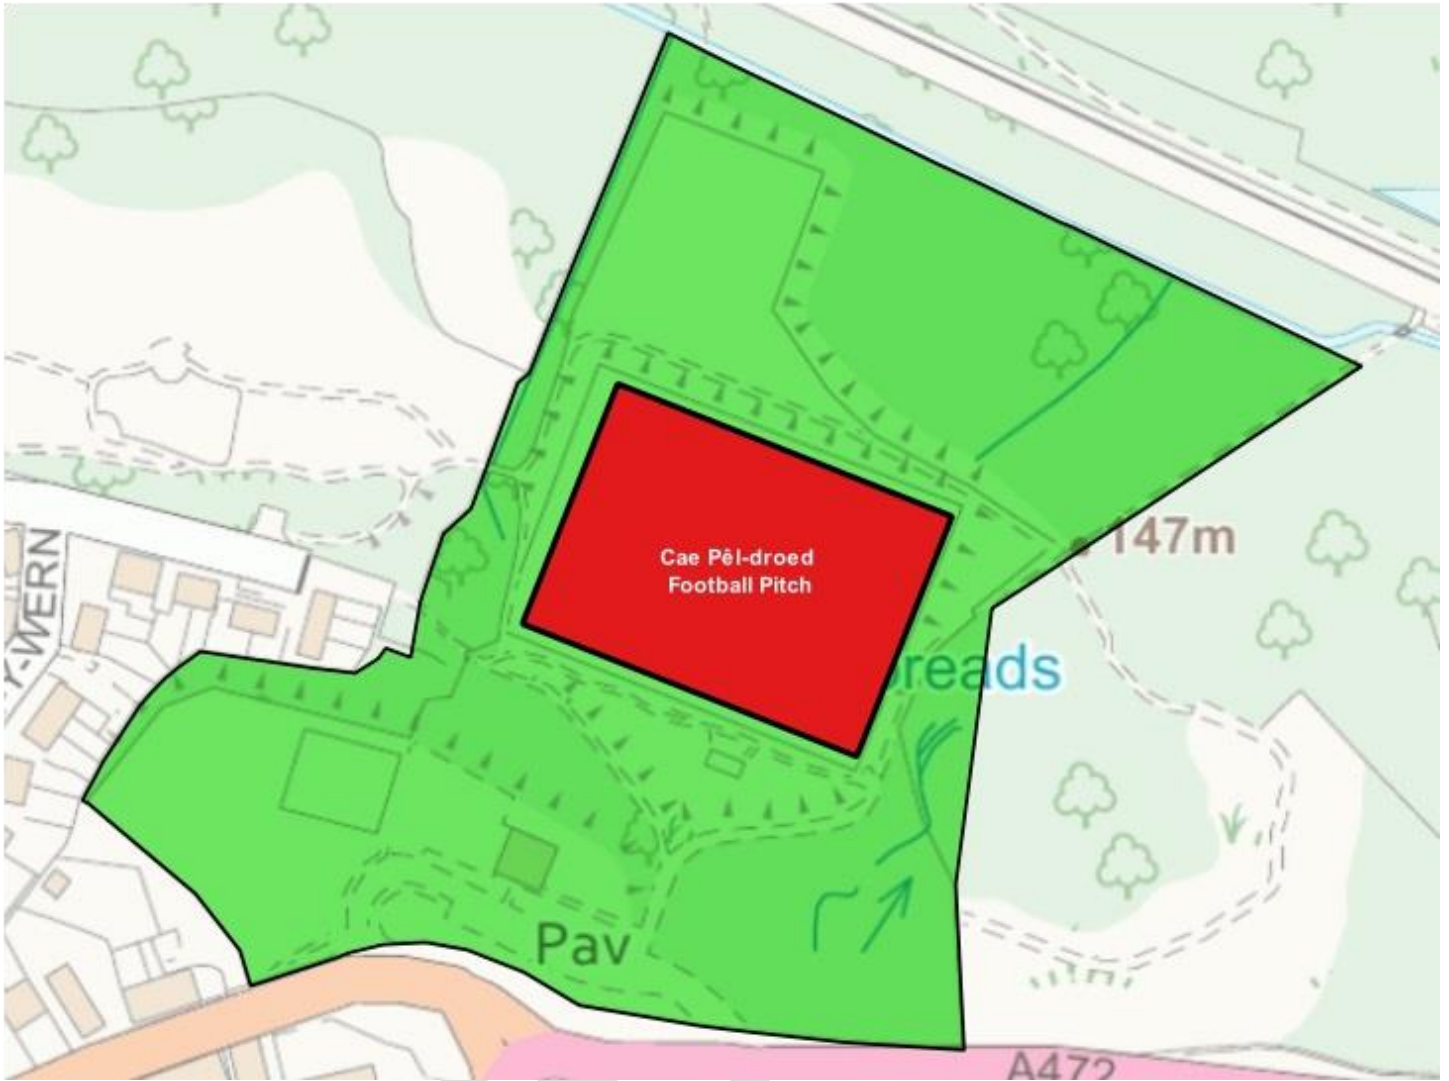 Y-WERN
Cae Pêl-droed
Football Pitch
147m
reads
Pav
A472